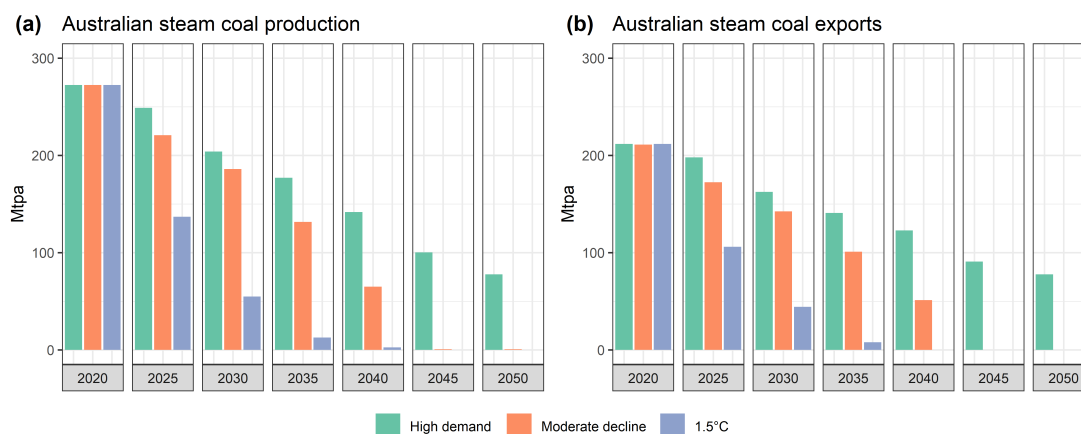 (a) Australian steam coal production
300
200
100
0
Mtpa
2020 2025 2030 2035 2040 2045 2050
(b) Australian steam coal exports
300
200
100
0
Mtpa
2020 2025 2030 2035 2040 2045 2050
High demand Moderate decline 1.5°C